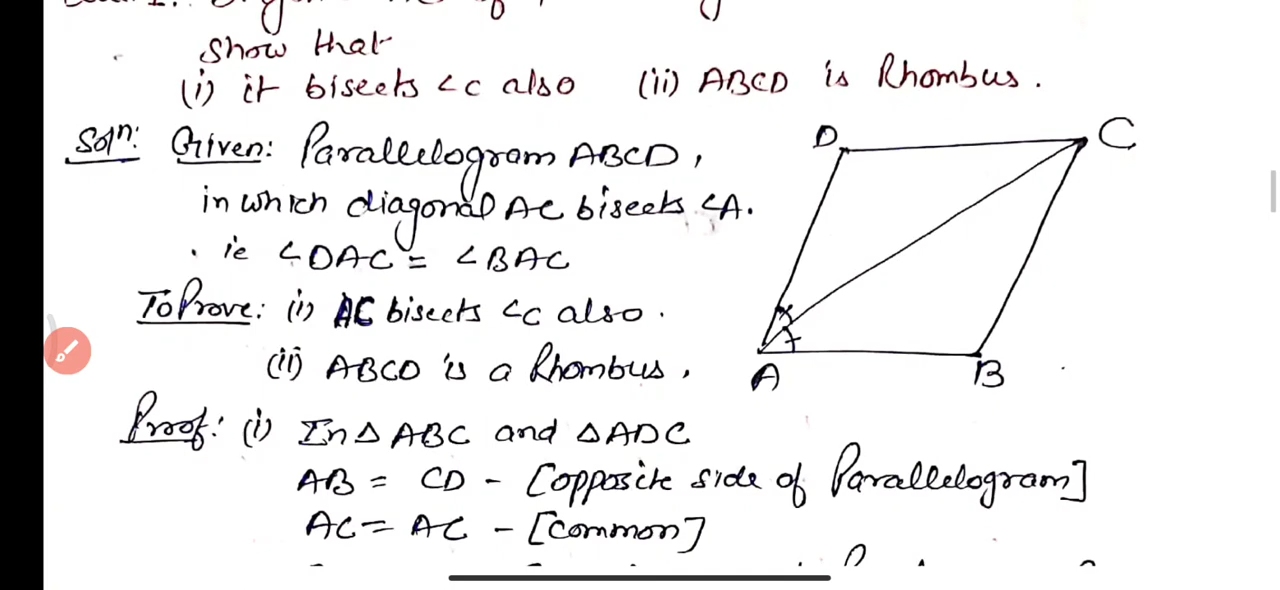 show that
(i) it bisects ∠C also (ii) ABCD is Rhombus.
Solⁿ: Given: Parallelogram ABCD,
in which diagonal AC bisects ∠A.
ie ∠DAC = ∠BAC
To Prove: (i) AC bisects ∠C also.
(ii) ABCD is a Rhombus.
Proof: (i) In △ ABC and △ADC
AB = CD - [opposite side of Parallelogram]
AC = AC - [common]
D
C
A
B